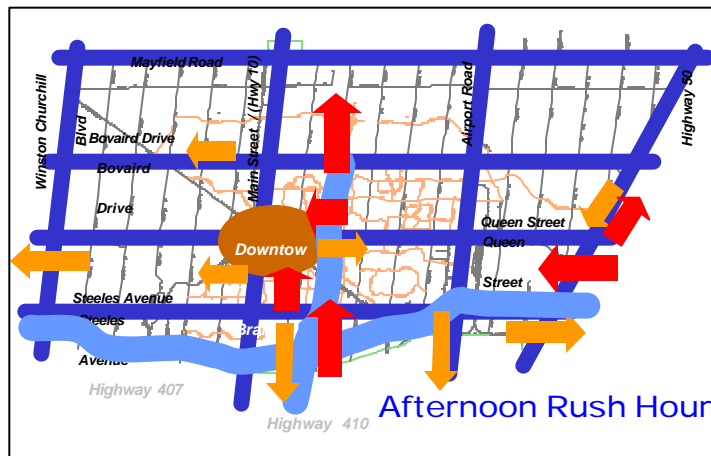 Mayfield Road
Winston Churchill
Blvd
Main Street / (Hwy 10)
Airport Road
Highway 50
Bovaird Drive
Bovaird
Drive
Queen Street
Queen
Street
Downtow
Steeles Avenue
Steeles
Bra
Avenue
Highway 407
Highway 410
Afternoon Rush Hour